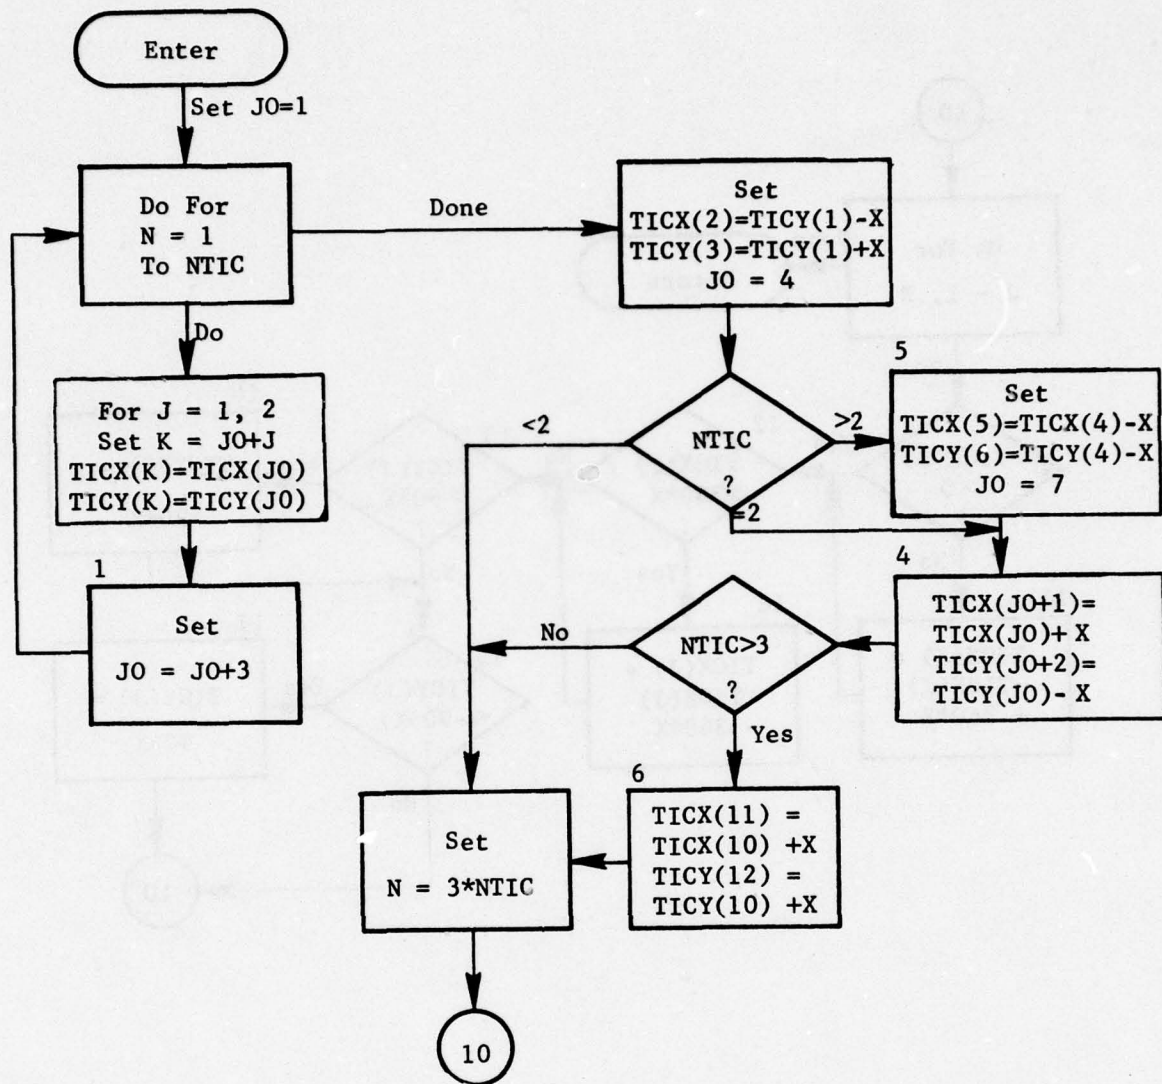 Enter
Set JO=1
Do For
N = 1
To NTIC
Done
Do
For J = 1, 2
Set K = JO+J
TICX(K)=TICX(JO)
TICY(K)=TICY(JO)
1
Set
JO = JO+3
Set
TICX(2)=TICY(1)-X
TICY(3)=TICY(1)+X
JO = 4
NTIC
?
<2
>2
=2
5
Set
TICX(5)=TICX(4)-X
TICY(6)=TICY(4)-X
JO = 7
4
TICX(JO+1)=
TICX(JO)+ X
TICY(JO+2)=
TICY(JO)- X
NTIC>3
?
No
Yes
6
TICX(11) =
TICX(10) +X
TICY(12) =
TICY(10) +X
Set
N = 3*NTIC
10